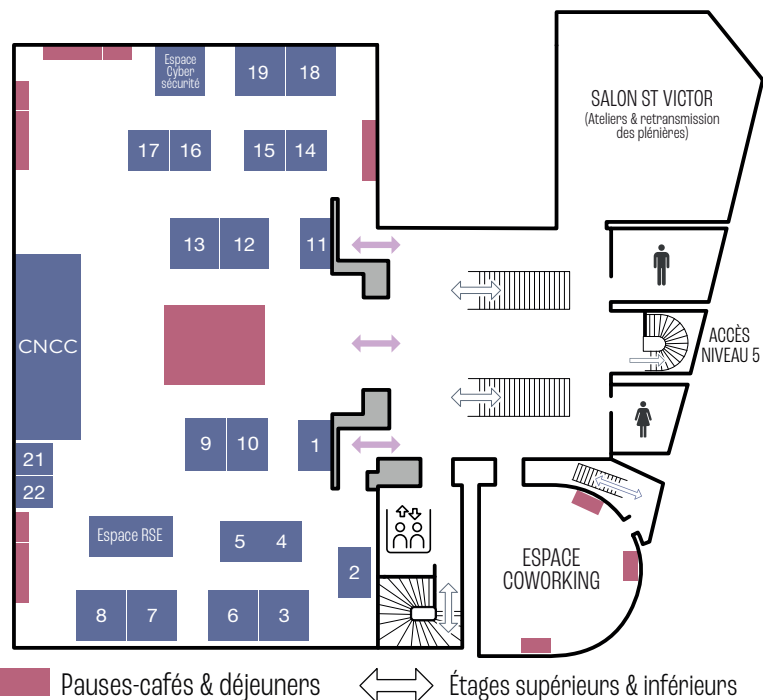 Espace
Cyber
sécurité
19
18
SALON ST VICTOR
(Ateliers & retransmission
des plénières)
17
16
15
14
13
12
11
CNCC
ACCÈS
NIVEAU 5
9
10
1
21
22
Espace RSE
5
4
2
ESPACE
COWORKING
8
7
6
3
Pauses-cafés & déjeuners
Étages supérieurs & inférieurs